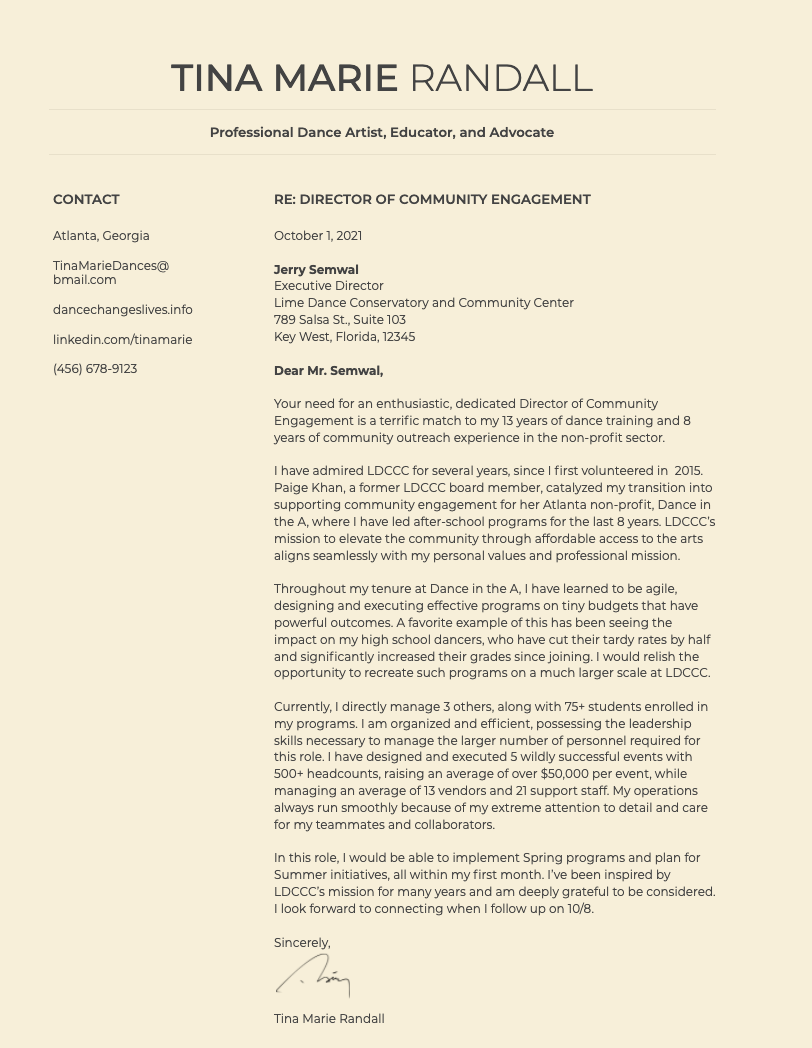 TINA MARIE RANDALL
Professional Dance Artist, Educator, and Advocate
CONTACT
Atlanta, Georgia
TinaMarieDances@
bmail.com
dancechangeslives.info
linkedin.com/tinamarie
(456) 678-9123
RE: DIRECTOR OF COMMUNITY ENGAGEMENT
October 1, 2021
Jerry Semwal
Executive Director
Lime Dance Conservatory and Community Center
789 Salsa St., Suite 103
Key West, Florida, 12345
Dear Mr. Semwal,
Your need for an enthusiastic, dedicated Director of Community
Engagement is a terrific match to my 13 years of dance training and 8
years of community outreach experience in the non-profit sector.
I have admired LDCCC for several years, since I first volunteered in  2015.
Paige Khan, a former LDCCC board member, catalyzed my transition into
supporting community engagement for her Atlanta non-profit, Dance in
the A, where I have led after-school programs for the last 8 years. LDCCC's
mission to elevate the community through affordable access to the arts
aligns seamlessly with my personal values and professional mission.
Throughout my tenure at Dance in the A, I have learned to be agile,
designing and executing effective programs on tiny budgets that have
powerful outcomes. A favorite example of this has been seeing the
impact on my high school dancers, who have cut their tardy rates by half
and significantly increased their grades since joining. I would relish the
opportunity to recreate such programs on a much larger scale at LDCCC.
Currently, I directly manage 3 others, along with 75+ students enrolled in
my programs. I am organized and efficient, possessing the leadership
skills necessary to manage the larger number of personnel required for
this role. I have designed and executed 5 wildly successful events with
500+ headcounts, raising an average of over $50,000 per event, while
managing an average of 13 vendors and 21 support staff. My operations
always run smoothly because of my extreme attention to detail and care
for my teammates and collaborators.
In this role, I would be able to implement Spring programs and plan for
Summer initiatives, all within my first month. I've been inspired by
LDCCC's mission for many years and am deeply grateful to be considered.
I look forward to connecting when I follow up on 10/8.
Sincerely,
Tina Marie Randall